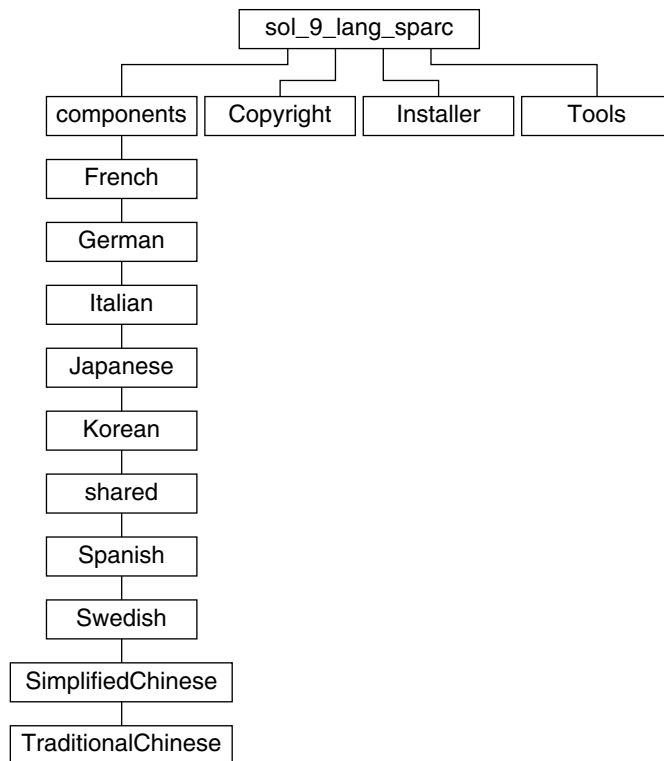 sol_9_lang_sparc
components
Copyright
Installer
Tools
French
German
Italian
Japanese
Korean
shared
Spanish
Swedish
SimplifiedChinese
TraditionalChinese